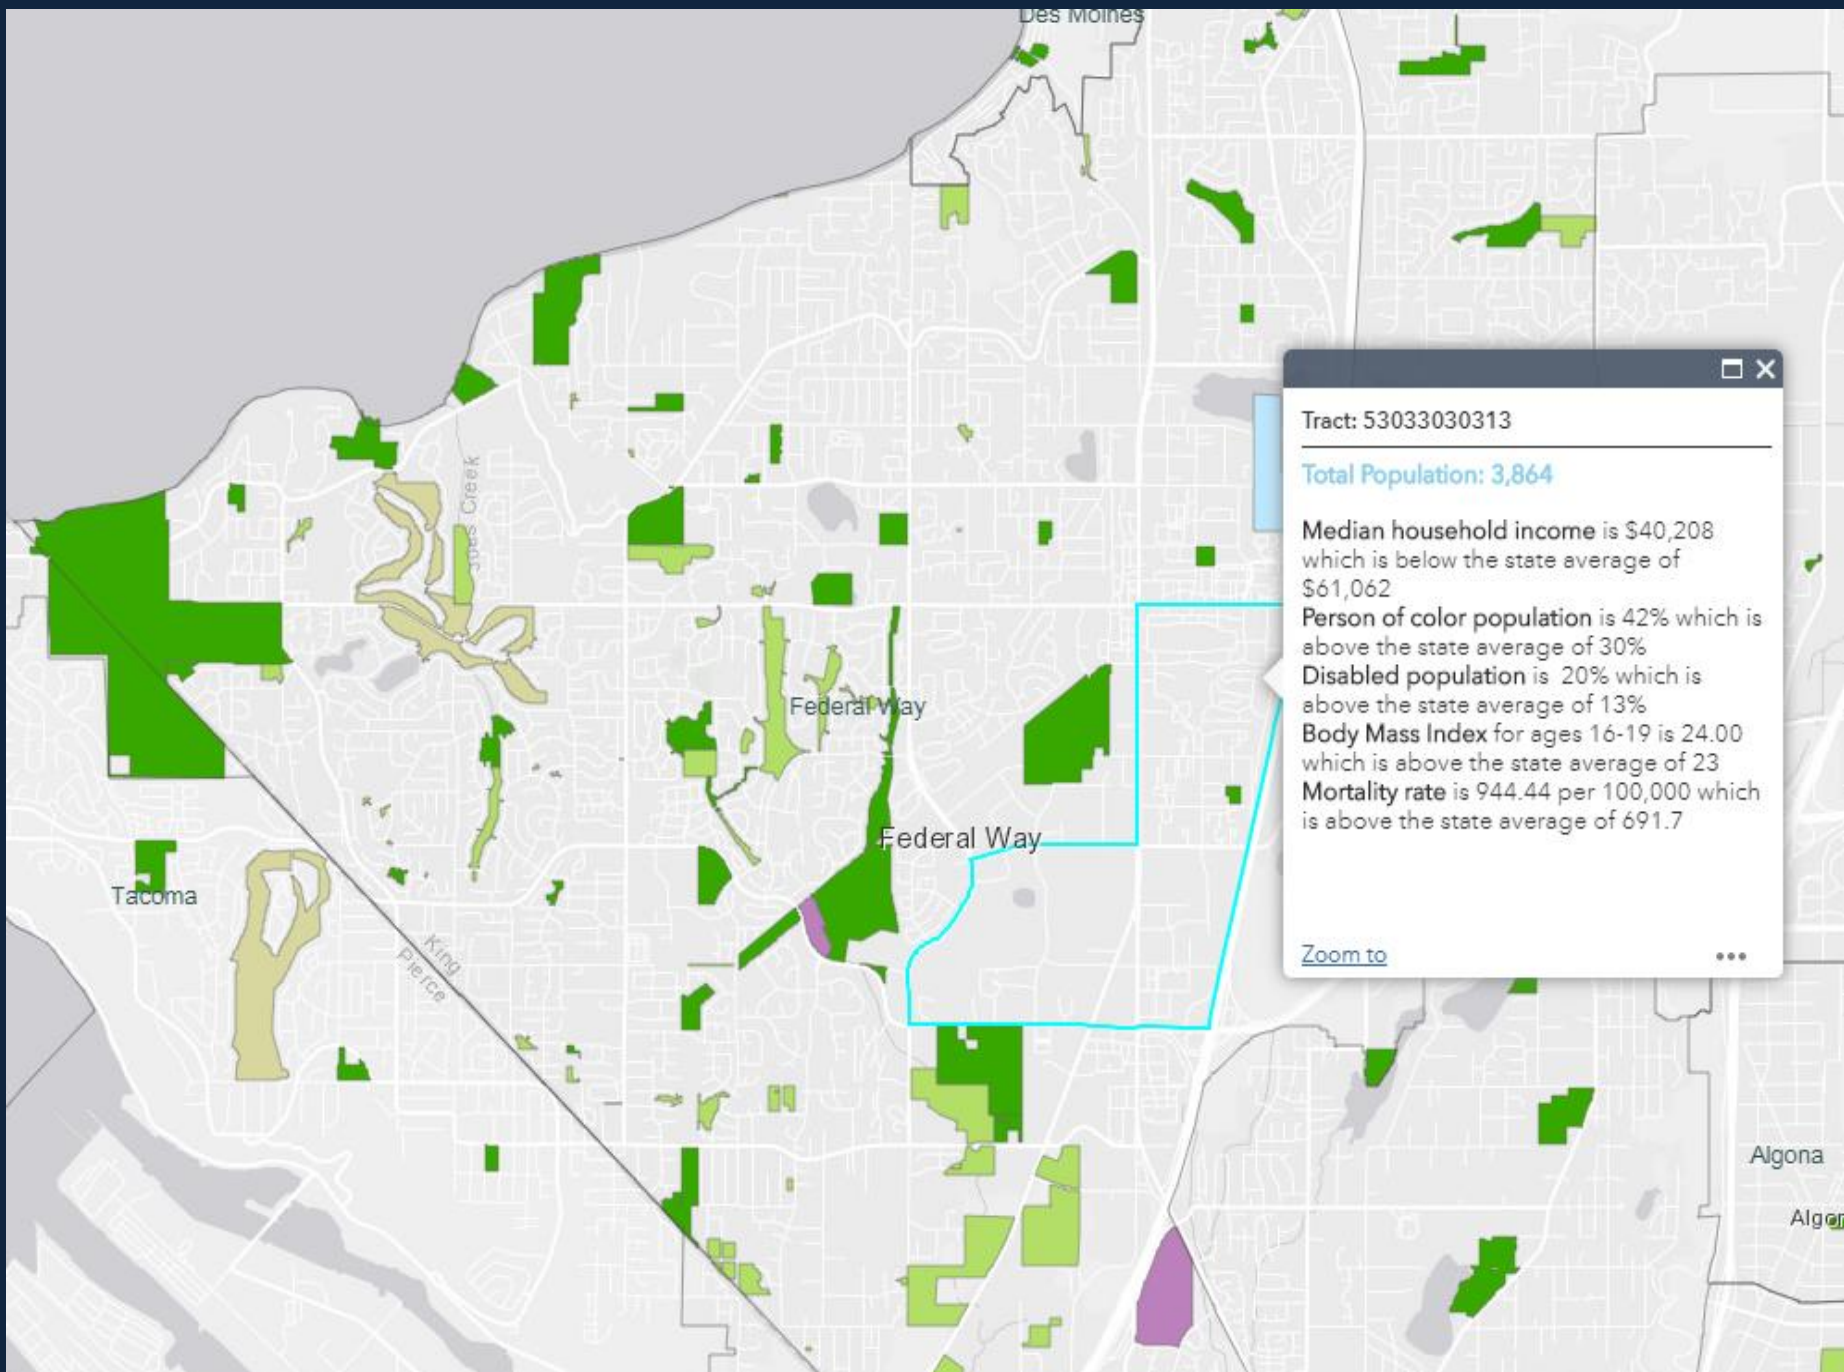 Des Moines
Tract: 53033030313
Total Population: 3,864
Median household income is $40,208
which is below the state average of
$61,062
Person of color population is 42% which is
above the state average of 30%
Disabled population is 20% which is
above the state average of 13%
Body Mass Index for ages 16-19 is 24.00
which is above the state average of 23
Mortality rate is 944.44 per 100,000 which
is above the state average of 691.7
Zoom to
Creek
Federal Way
Federal Way
Tacoma
King
Pierce
Algona